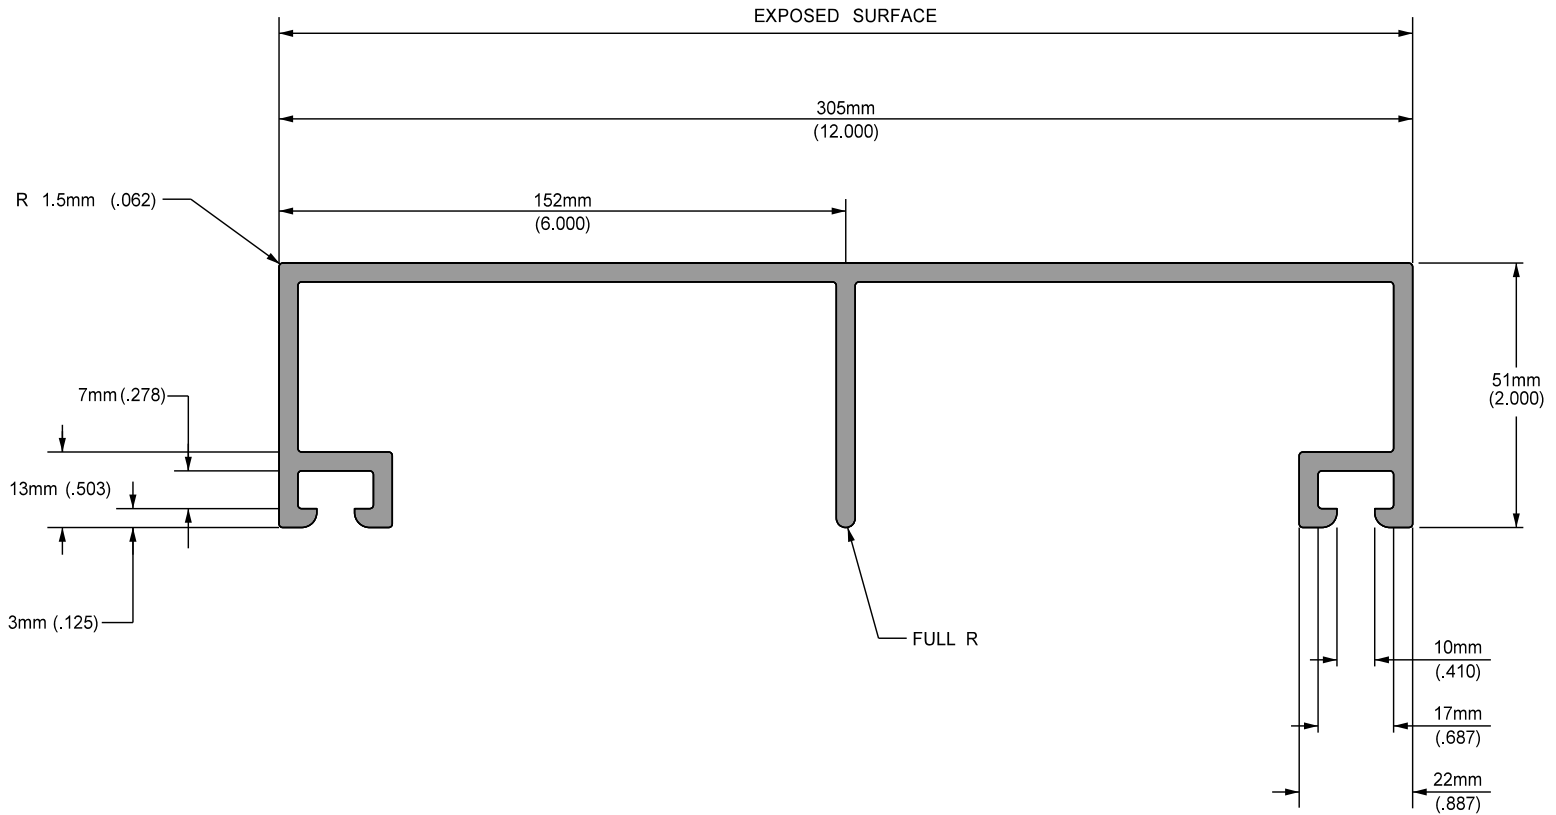 EXPOSED SURFACE
305mm
(12.000)
R 1.5mm (.062)
152mm
(6.000)
51mm
(2.000)
7mm (.278)
13mm (.503)
3mm (.125)
FULL R
10mm
(.410)
17mm
(.687)
22mm
(.887)